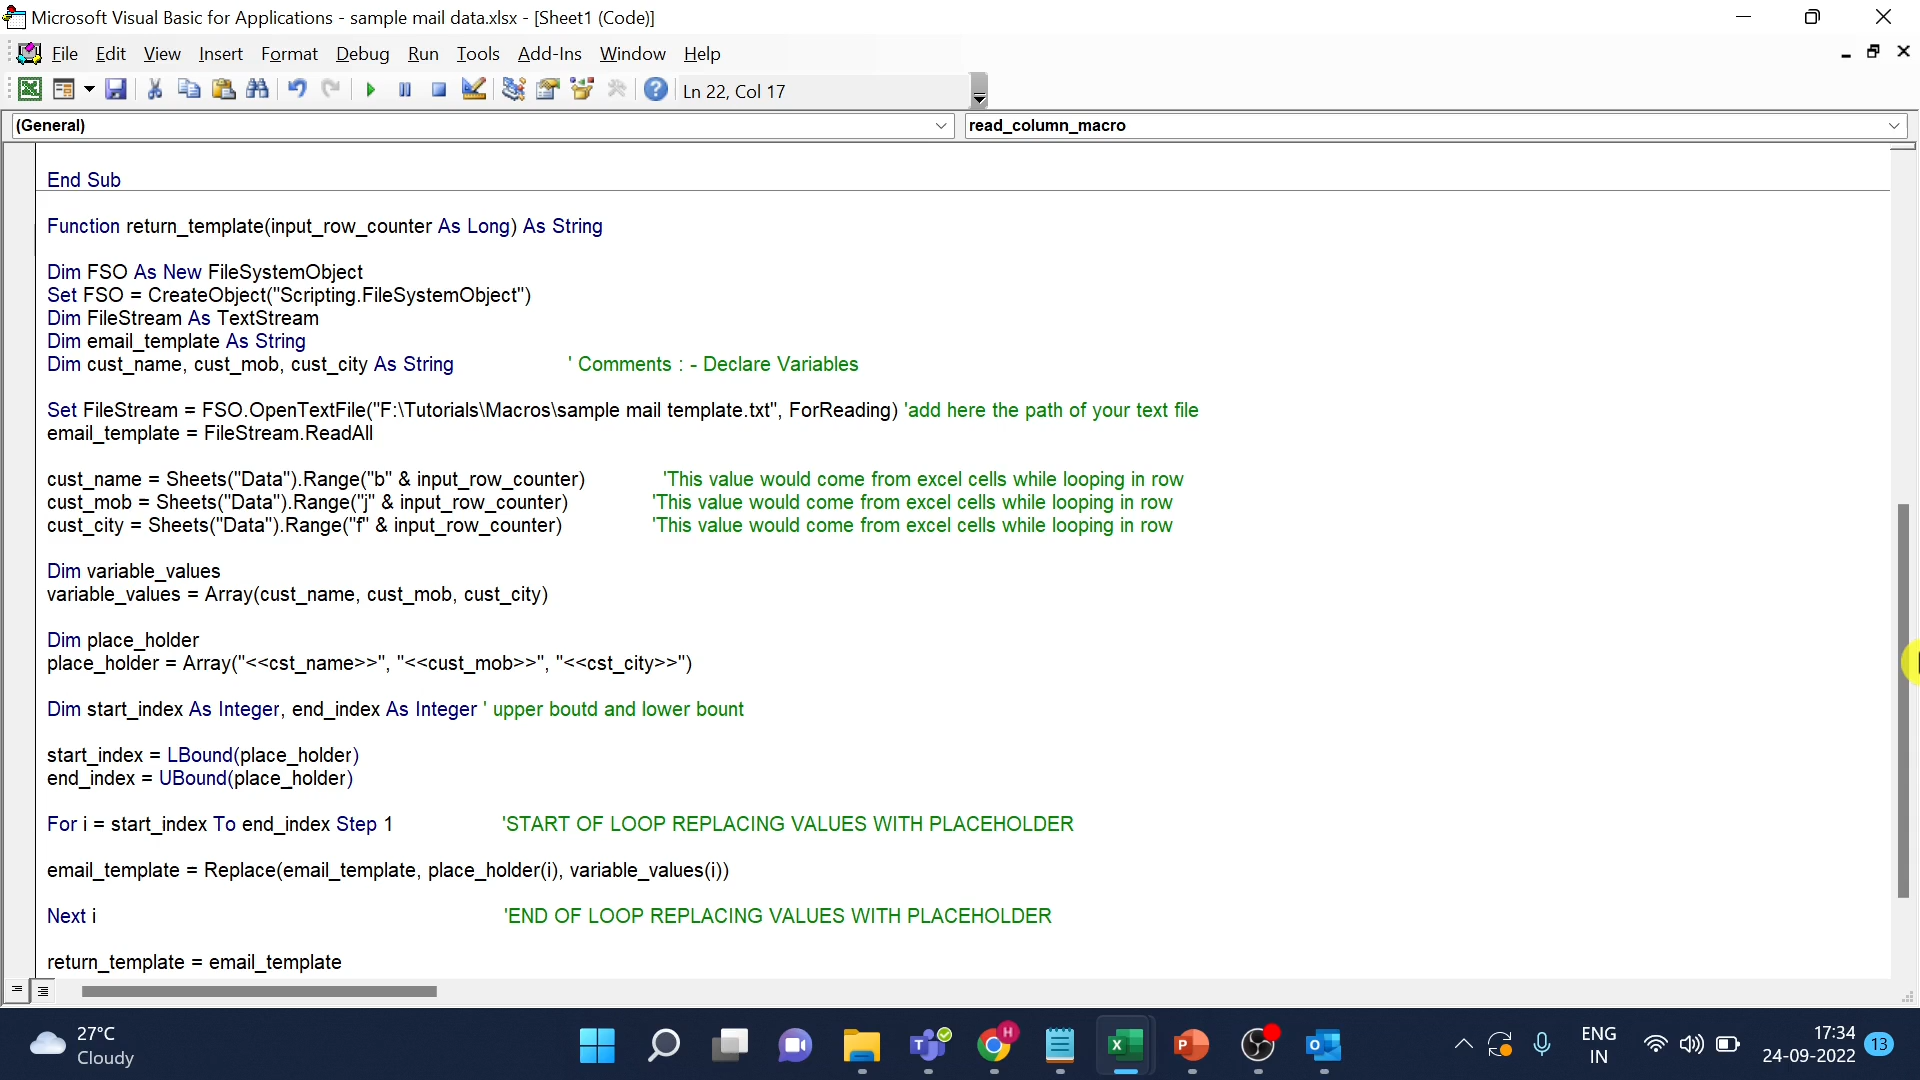 Microsoft Visual Basic for Applications - sample mail data.xlsx - [Sheet1 (Code)]
File Edit View Insert Format Debug Run Tools Add-Ins Window Help
Ln 22, Col 17
(General) read_column_macro
End Sub
Function return_template(input_row_counter As Long) As String
Dim FSO As New FileSystemObject
Set FSO = CreateObject("Scripting.FileSystemObject")
Dim FileStream As TextStream
Dim email_template As String
Dim cust_name, cust_mob, cust_city As String ' Comments : - Declare Variables
Set FileStream = FSO.OpenTextFile("F:\Tutorials\Macros\sample mail template.txt", ForReading) 'add here the path of your text file
email_template = FileStream.ReadAll
cust_name = Sheets("Data").Range("b" & input_row_counter) 'This value would come from excel cells while looping in row
cust_mob = Sheets("Data").Range("j" & input_row_counter) 'This value would come from excel cells while looping in row
cust_city = Sheets("Data").Range("f" & input_row_counter) 'This value would come from excel cells while looping in row
Dim variable_values
variable_values = Array(cust_name, cust_mob, cust_city)
Dim place_holder
place_holder = Array("<<cst_name>>", "<<cust_mob>>", "<<cst_city>>")
Dim start_index As Integer, end_index As Integer ' upper boutd and lower bount
start_index = LBound(place_holder)
end_index = UBound(place_holder)
For i = start_index To end_index Step 1 'START OF LOOP REPLACING VALUES WITH PLACEHOLDER
email_template = Replace(email_template, place_holder(i), variable_values(i))
Next i 'END OF LOOP REPLACING VALUES WITH PLACEHOLDER
return_template = email_template
27°C
Cloudy
ENG
IN
17:34
24-09-2022
13